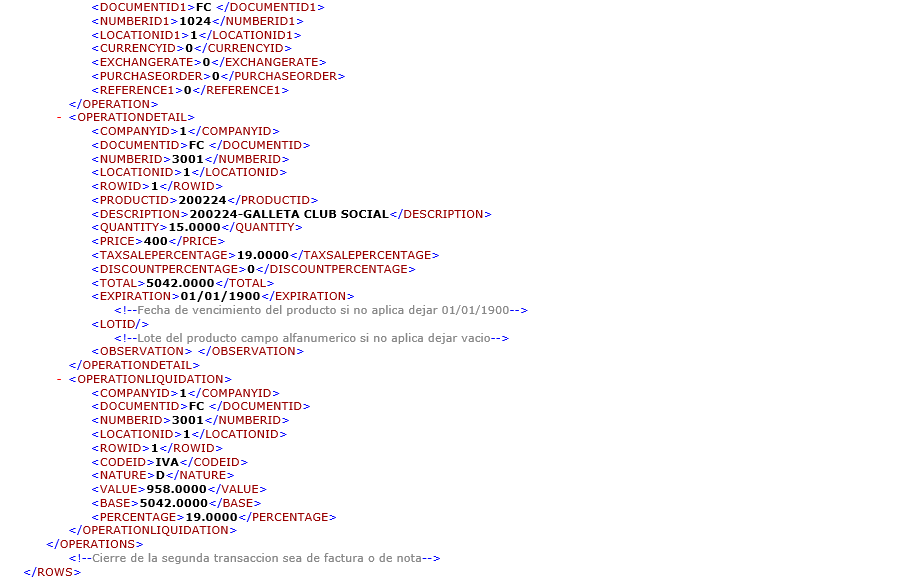 <DOCUMENTID1>FC </DOCUMENTID1>
<NUMBERID1>1024</NUMBERID1>
<LOCATIONID1>1</LOCATIONID1>
<CURRENCYID>0</CURRENCYID>
<EXCHANGERATE>0</EXCHANGERATE>
<PURCHASEORDER>0</PURCHASEORDER>
<REFERENCE1>0</REFERENCE1>
</OPERATION>
- <OPERATIONDETAIL>
<COMPANYID>1</COMPANYID>
<DOCUMENTID>FC </DOCUMENTID>
<NUMBERID>3001</NUMBERID>
<LOCATIONID>1</LOCATIONID>
<ROWID>1</ROWID>
<PRODUCTID>200224</PRODUCTID>
<DESCRIPTION>200224-GALLETA CLUB SOCIAL</DESCRIPTION>
<QUANTITY>15.0000</QUANTITY>
<PRICE>400</PRICE>
<TAXSALEPERCENTAGE>19.0000</TAXSALEPERCENTAGE>
<DISCOUNTPERCENTAGE>0</DISCOUNTPERCENTAGE>
<TOTAL>5042.0000</TOTAL>
<EXPIRATION>01/01/1900</EXPIRATION>
<!--Fecha de vencimiento del producto si no aplica dejar 01/01/1900-->
<LOTID/>
<!--Lote del producto campo alfanumerico si no aplica dejar vacio-->
<OBSERVATION> </OBSERVATION>
</OPERATIONDETAIL>
- <OPERATIONLIQUIDATION>
<COMPANYID>1</COMPANYID>
<DOCUMENTID>FC </DOCUMENTID>
<NUMBERID>3001</NUMBERID>
<LOCATIONID>1</LOCATIONID>
<ROWID>1</ROWID>
<CODEID>IVA</CODEID>
<NATURE>D</NATURE>
<VALUE>958.0000</VALUE>
<BASE>5042.0000</BASE>
<PERCENTAGE>19.0000</PERCENTAGE>
</OPERATIONLIQUIDATION>
</OPERATIONS>
<!--Cierre de la segunda transaccion sea de factura o de nota-->
</ROWS>